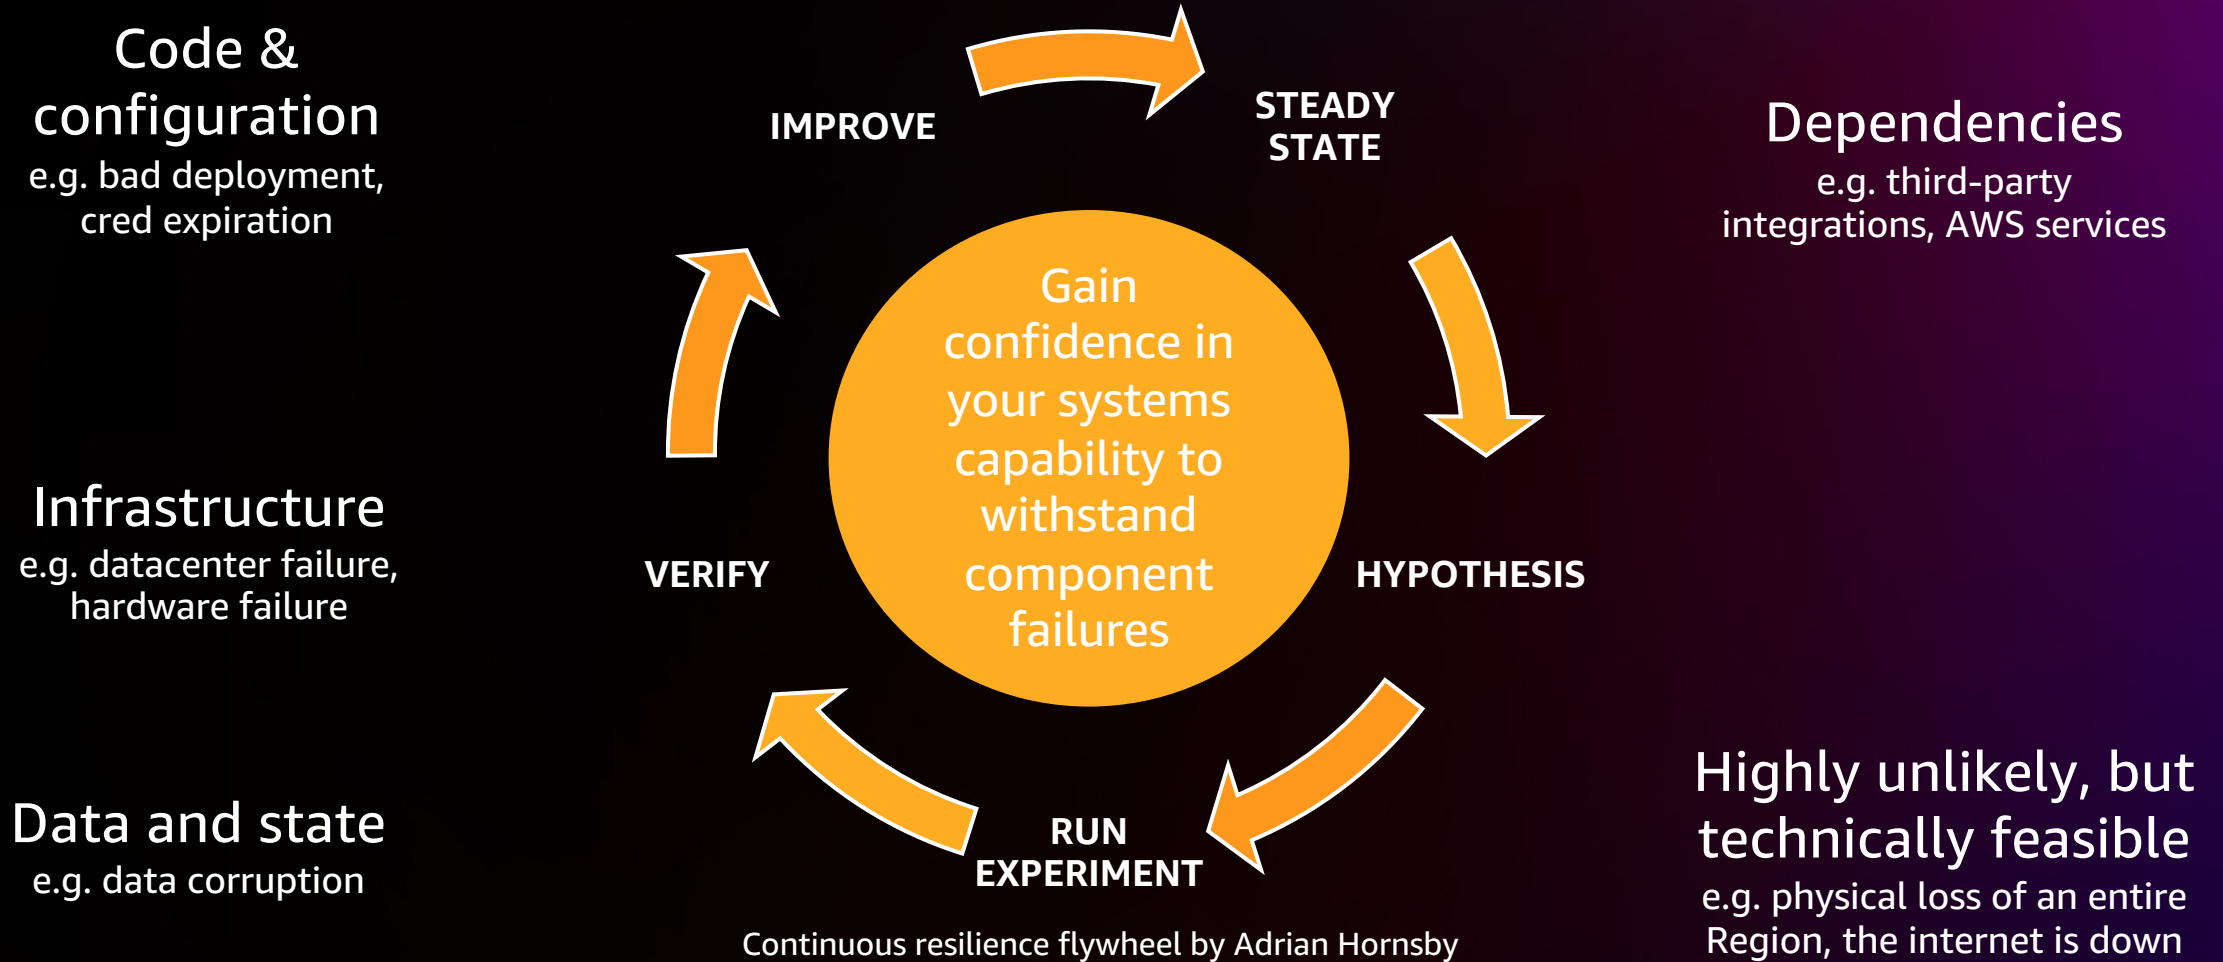 Code &
configuration
e.g. bad deployment,
cred expiration
Infrastructure
e.g. datacenter failure,
hardware failure
Data and state
e.g. data corruption
IMPROVE
STEADY
STATE
HYPOTHESIS
RUN
EXPERIMENT
VERIFY
Gain
confidence in
your systems
capability to
withstand
component
failures
Continuous resilience flywheel by Adrian Hornsby
Dependencies
e.g. third-party
integrations, AWS services
Highly unlikely, but
technically feasible
e.g. physical loss of an entire
Region, the internet is down